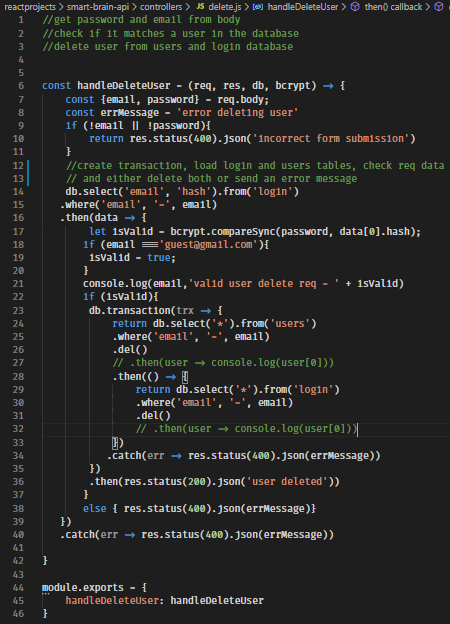 reactprojects > smart-brain-api > controllers > JS delete.js > handleDeleteUser > then() callback >
1 //get password and email from body
2 //check if it matches a user in the database
3 //delete user from users and login database
4
5
6 const handleDeleteUser = (req, res, db, bcrypt) => {
7 const {email, password} = req.body;
8 const errMessage = 'error deleting user'
9 if (!email || !password){
10 return res.status(400).json('incorrect form submission')
11 }
12 //create transaction, load login and users tables, check req data
13 // and either delete both or send an error message
14 db.select('email', 'hash').from('login')
15 .where('email', '=', email)
16 .then(data => {
17 let isValid = bcrypt.compareSync(password, data[0].hash);
18 if (email ==='guest@gmail.com'){
19 isValid = true;
20 }
21 console.log(email,'valid user delete req = ' + isValid)
22 if (isValid){
23 db.transaction(trx => {
24 return db.select('*').from('users')
25 .where('email', '=', email)
26 .del()
27 // .then(user => console.log(user[0]))
28 .then(() => {
29 return db.select('*').from('login')
30 .where('email', '=', email)
31 .del()
32 // .then(user => console.log(user[0]))
33 })
34 .catch(err => res.status(400).json(errMessage))
35 })
36 .then(res.status(200).json('user deleted'))
37 }
38 else { res.status(400).json(errMessage)}
39 })
40 .catch(err => res.status(400).json(errMessage))
41
42 }
43
44 module.exports = {
45 handleDeleteUser: handleDeleteUser
46 }